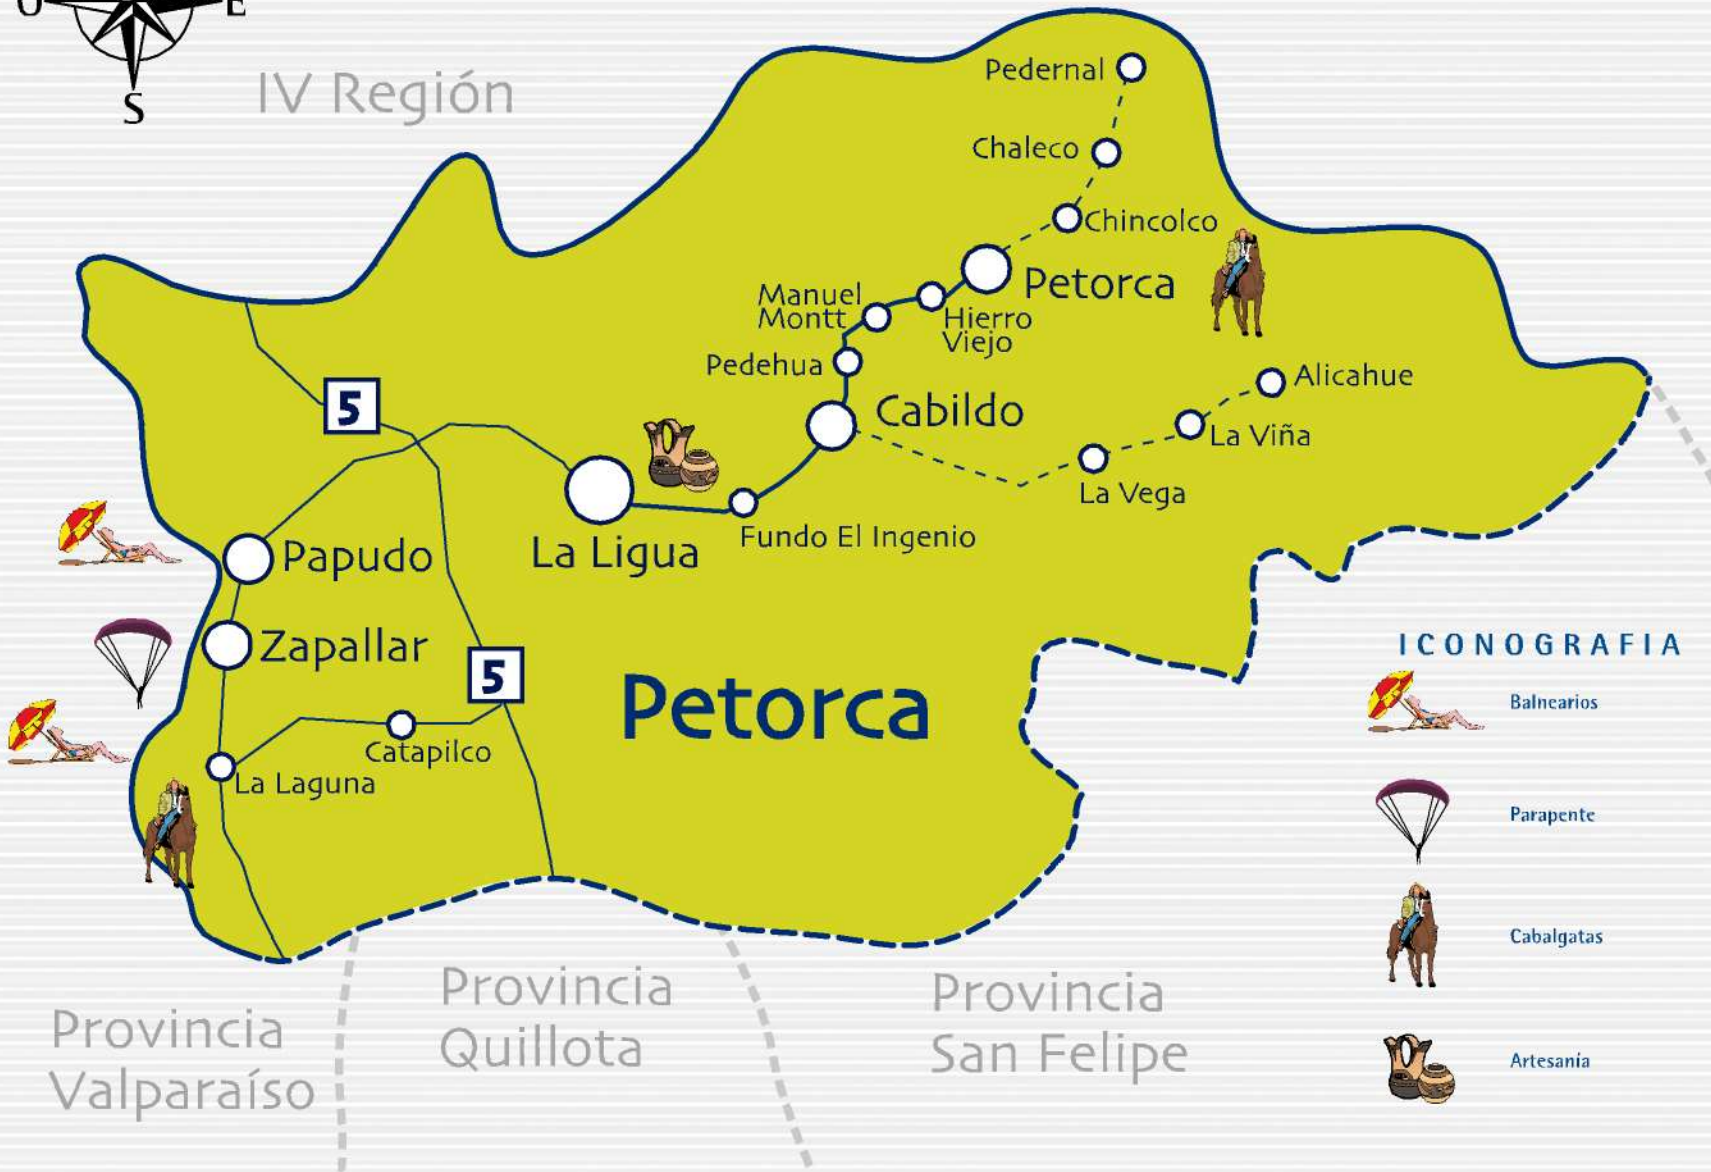 O
E
S
IV Región
Pedernal
Chaleco
Chincolco
Petorca
Manuel
Montt
Hierro
Viejo
Pedehua
Alicahue
5
Cabildo
La Viña
La Vega
Fundo El Ingenio
La Ligua
Papudo
Zapallar
5
Petorca
Catapilco
La Laguna
ICONOGRAFIA
Balnearios
Parapente
Cabalgatas
Artesanía
Provincia
Valparaíso
Provincia
Quillota
Provincia
San Felipe